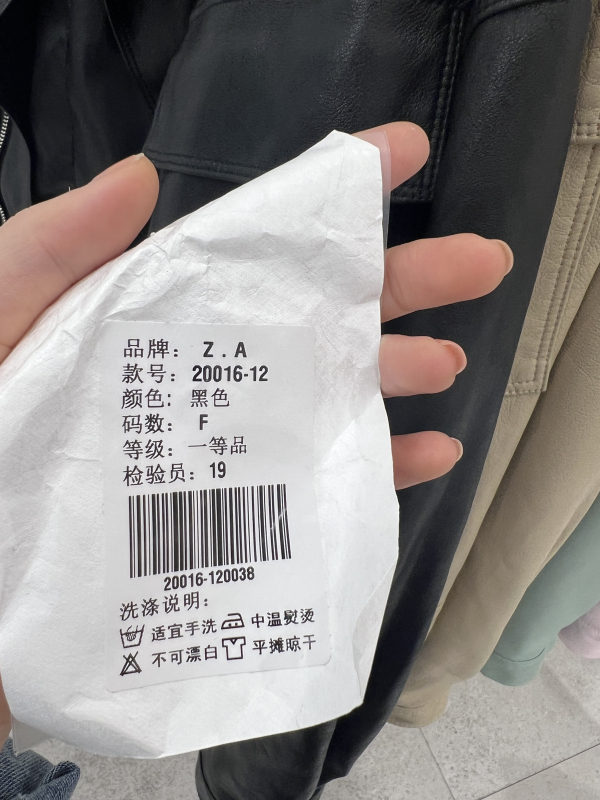 品牌： Z.A
款号：20016-12
颜色: 黑色
码数： F
等级: 一等品
检验员: 19
20016-120038
洗涤说明:
适宜手洗 中温熨烫
不可漂白 平摊晾干